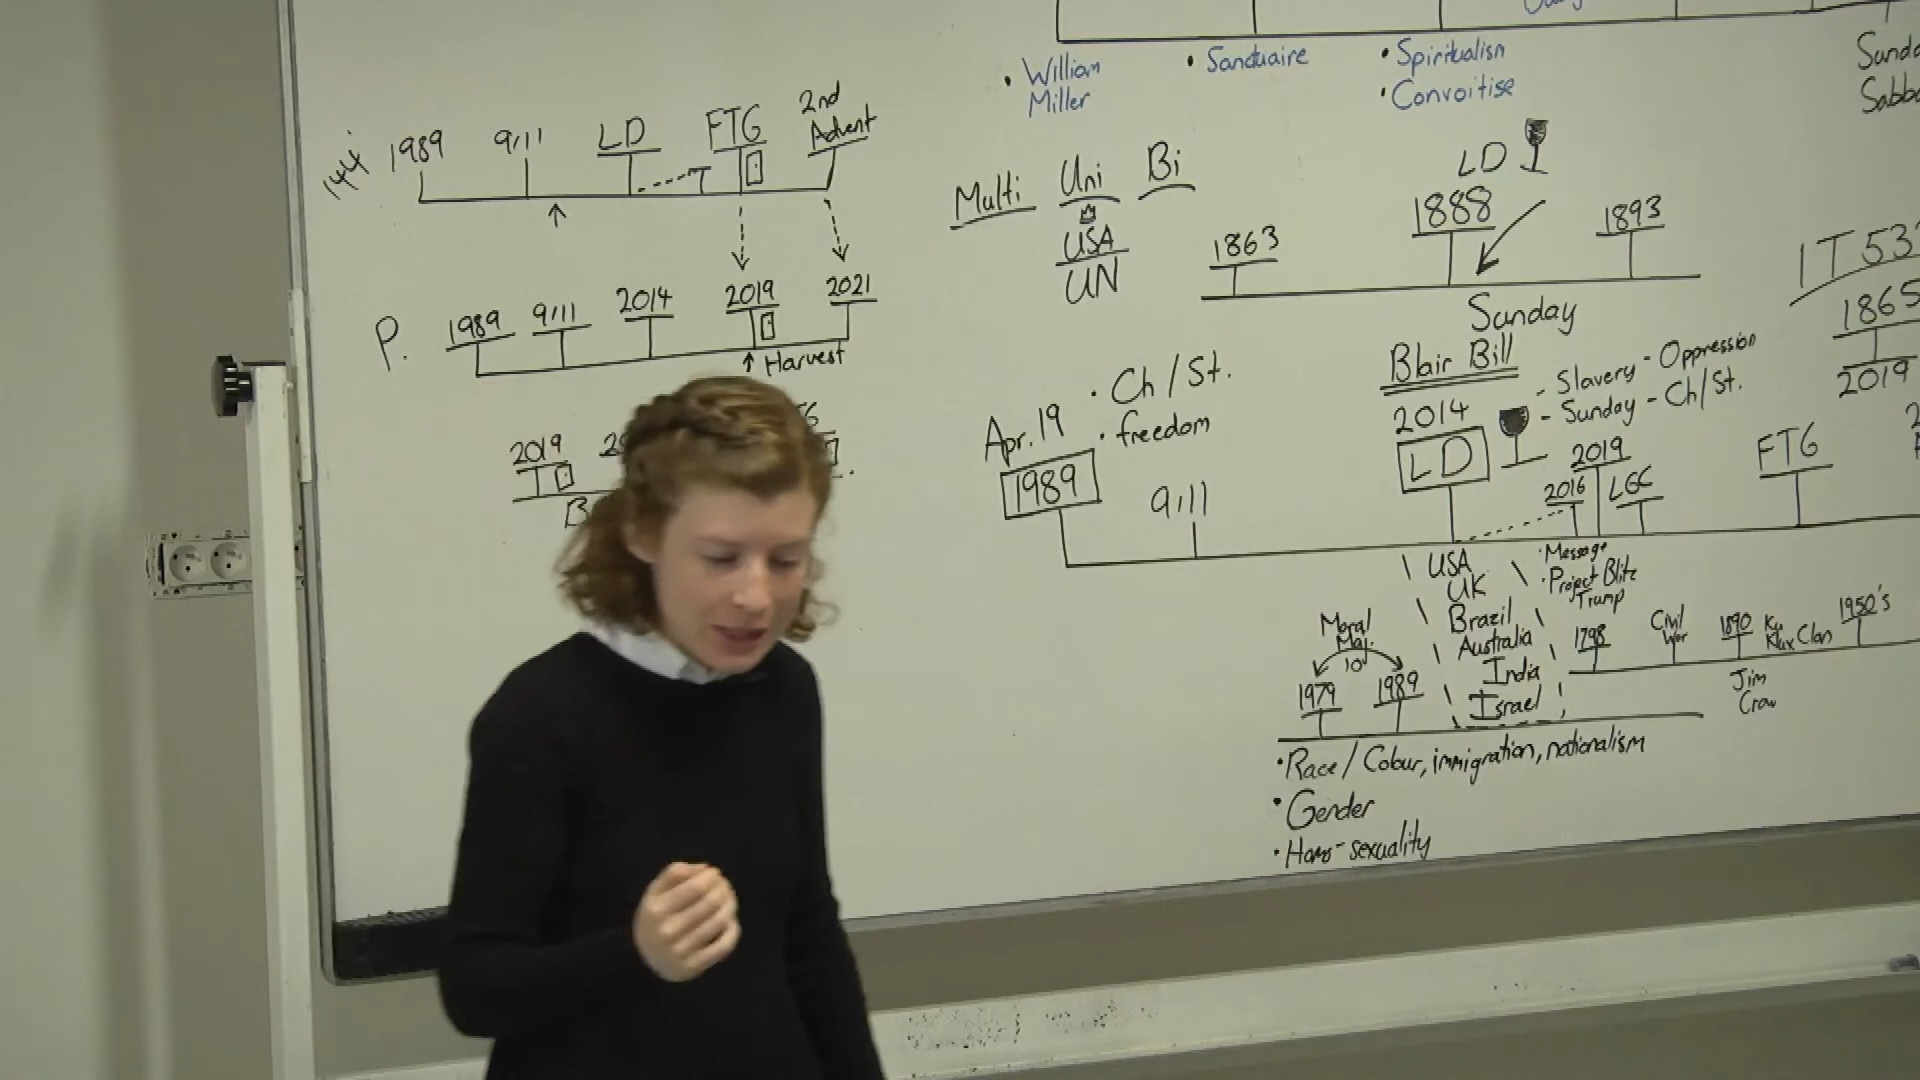 William
Miller
Sanctuaire
Spiritualism
Convoitise
144
1989 9/11 LD FTG 2nd
Advent
P. 1989 9/11 2014 2019 2021
Harvest
2019
B
Multi Uni Bi
USA
UN
LD
1863 1888 1893
Sunday
Blair Bill
- Slavery - Oppression
- Sunday - Ch/St.
1865
2019
Apr. 19
• Ch/St.
• freedom
1989 9/11
2014
LD
2019
2016 LGC
FTG
USA
UK
Brazil
Australia
India
Israel
• Message
• Project Blitz
Trump
1798 Civil
War
1890 Ku
Klux Clan
1950's
Jim
Crow
Moral
Maj.
10
1979 1989
• Race/Colour, immigration, nationalism
• Gender
• Homo-sexuality